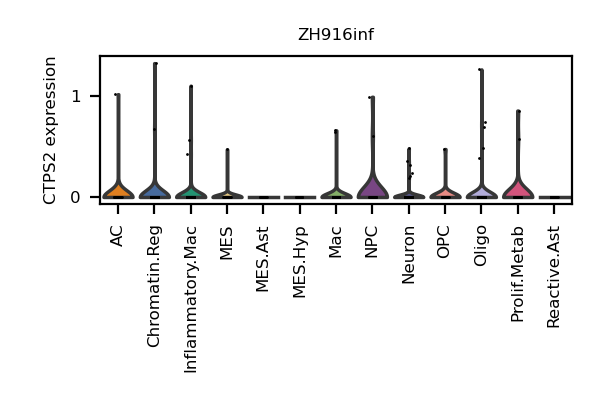 ZH916inf
CTPS2 expression
1
0
AC
Chromatin.Reg
Inflammatory.Mac
MES
MES.Ast
MES.Hyp
Mac
NPC
Neuron
OPC
Oligo
Prolif.Metab
Reactive.Ast